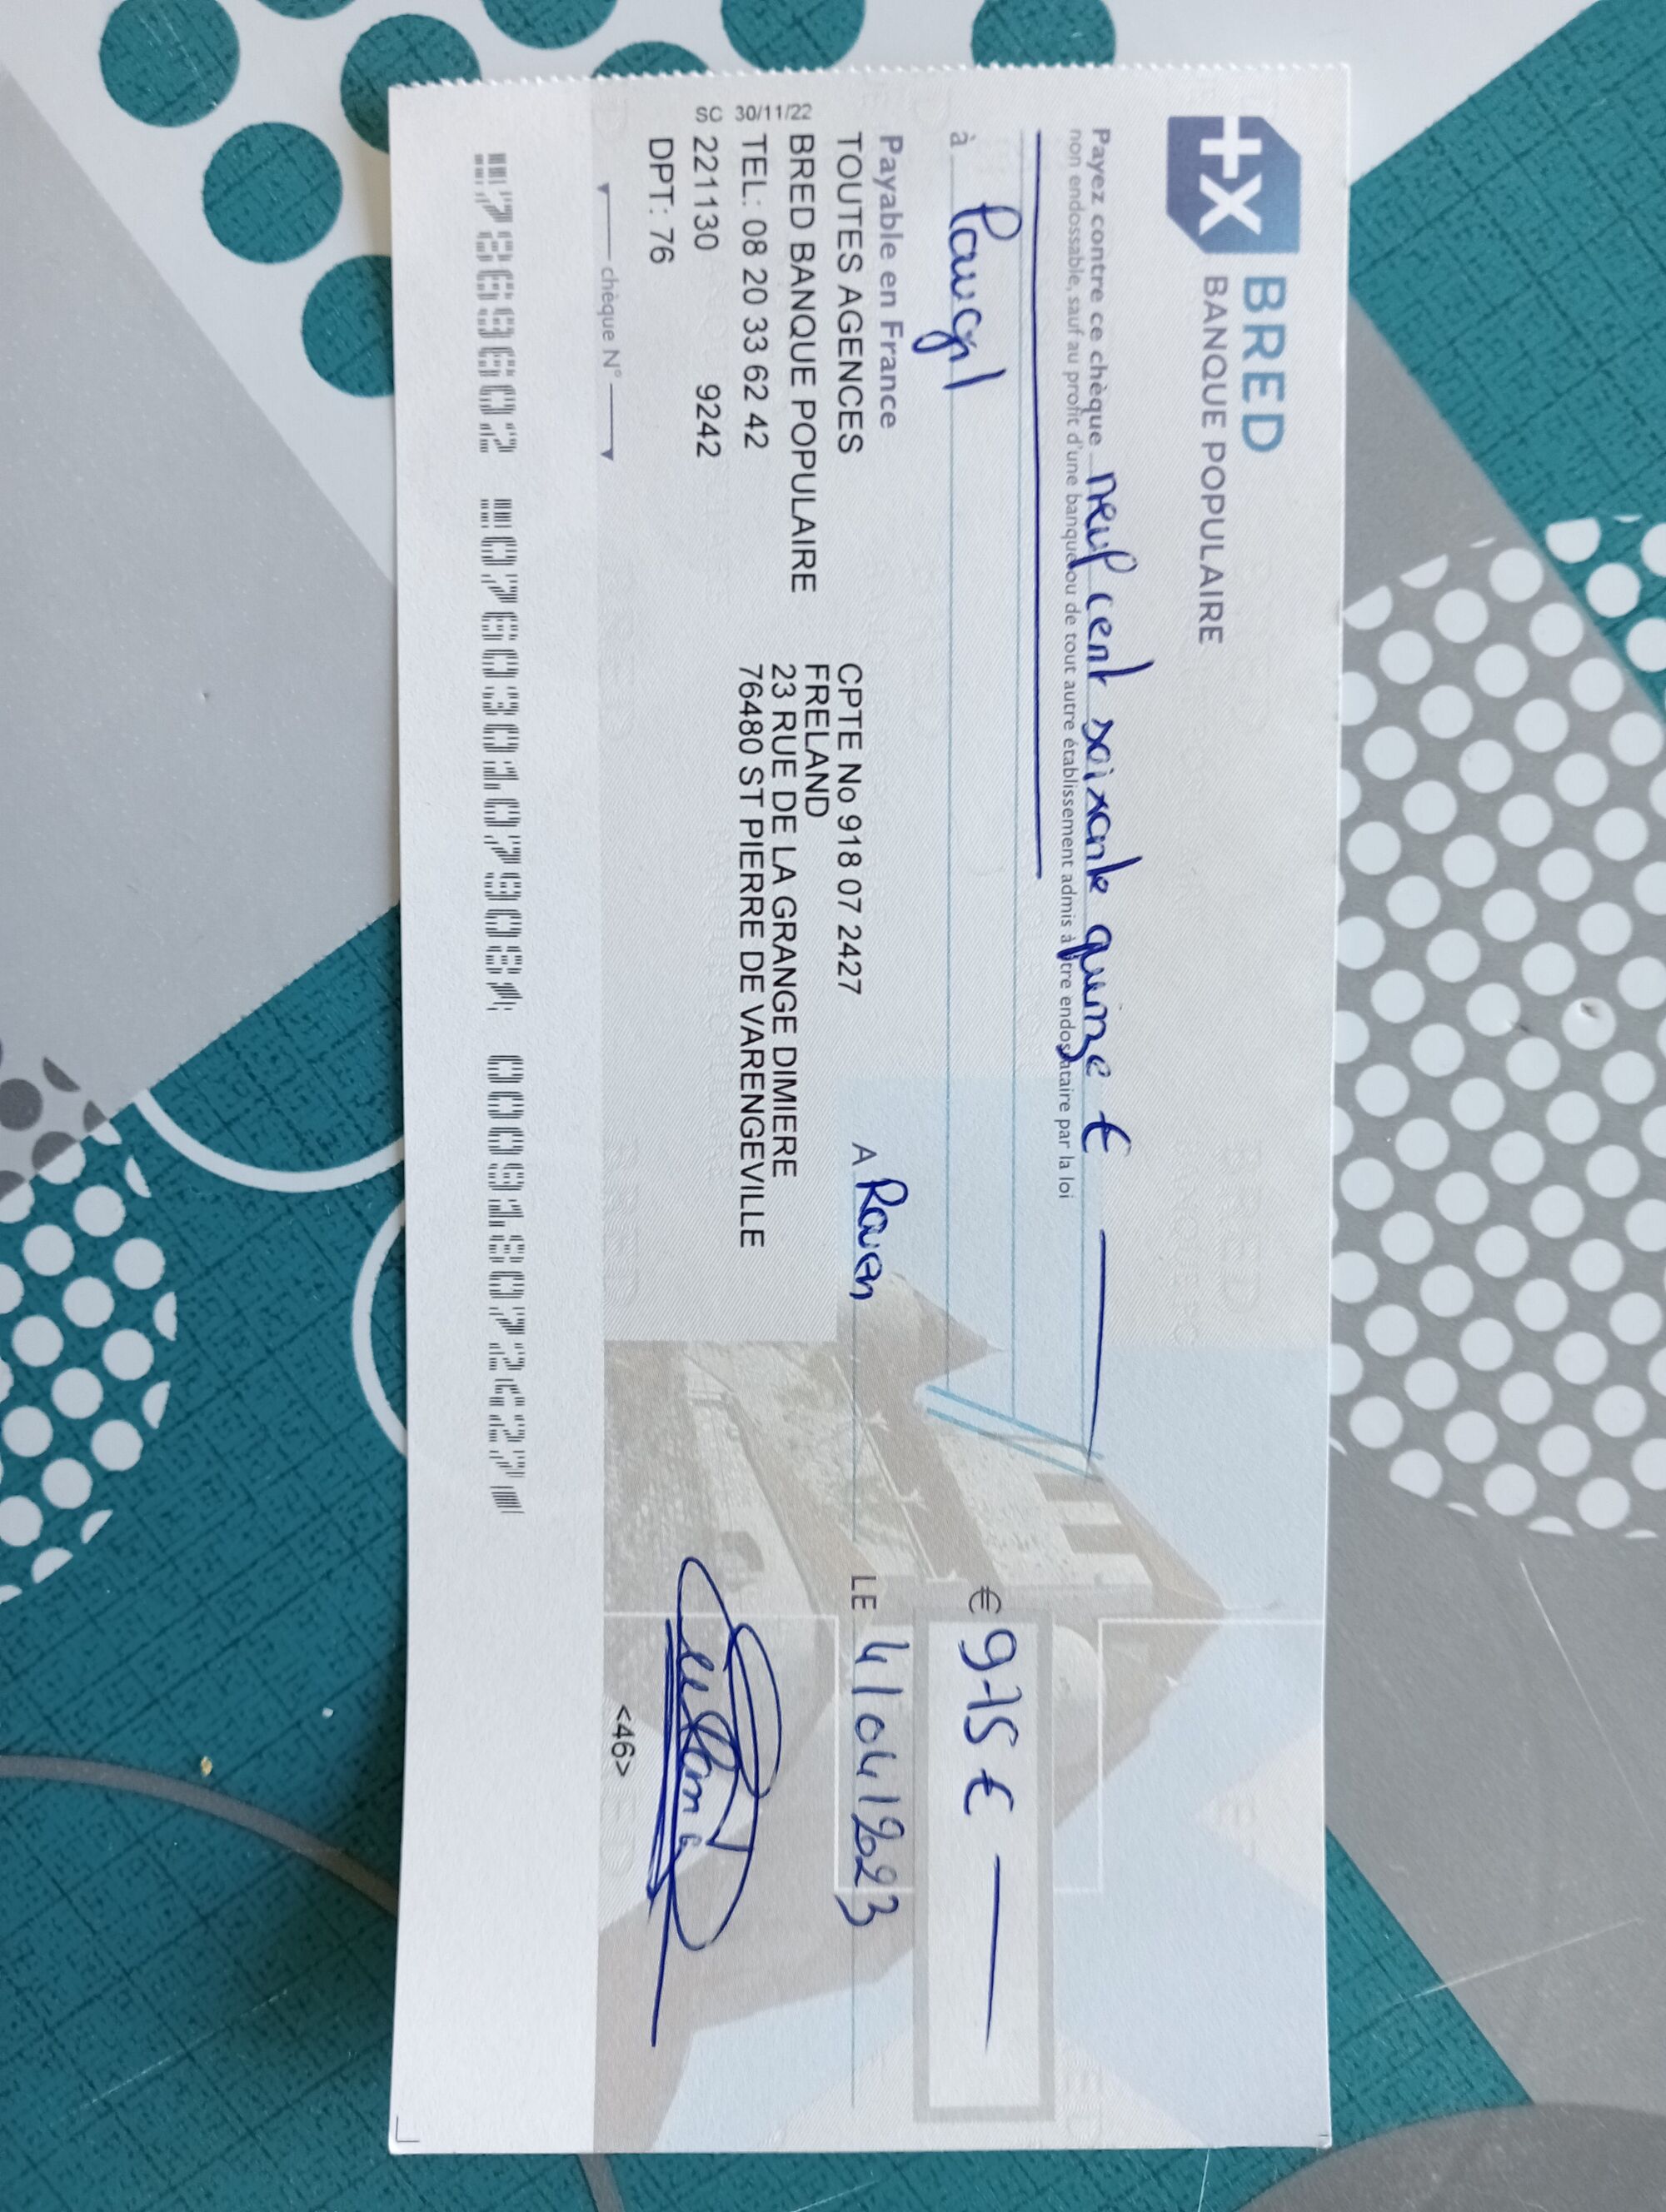 BRED
BANQUE POPULAIRE
Payez contre ce chèque neuf cent soixante quinze €
non endossable, sauf au profit d'une banque ou de tout autre établissement admis à être endossataire par la loi
à
€ 975 €
Payable en France
TOUTES AGENCES
BRED BANQUE POPULAIRE
TEL: 08 20 33 62 42
SC 30/11/22
221130 9242
DPT: 76
CPTE No 918 07 2427
FRELAND
23 RUE DE LA GRANGE DIMIERE
76480 ST PIERRE DE VARENGEVILLE
A Rouen
LE 4/04/2023
chèque N°
<46>